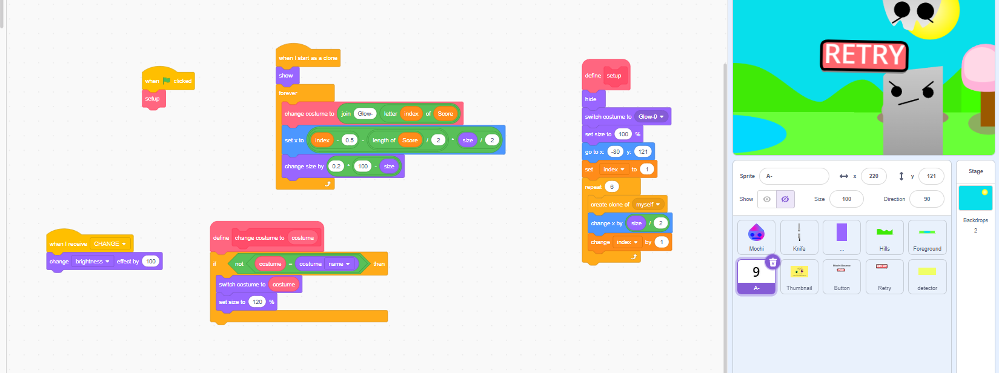 when clicked
setup
when I start as a clone
show
forever
change costume to join Glow- letter index of Score
set x to index - 0.5 - length of Score / 2 * size / 2
change size by 0.2 * 100 - size
when I receive CHANGE
change brightness effect by 100
define change costume to costume
if not costume = costume name then
switch costume to costume
set size to 120 %
define setup
hide
switch costume to Glow-9
set size to 100 %
go to x: -80 y: 121
set index to 1
repeat 6
create clone of myself
change x by size / 2
change index by 1
RETRY
Sprite A- x 220 y 121
Show Size 100 Direction 90
Mochi Knife ... Hills Foreground
9
A- Thumbnail Button Retry detector
Stage
Backdrops
2